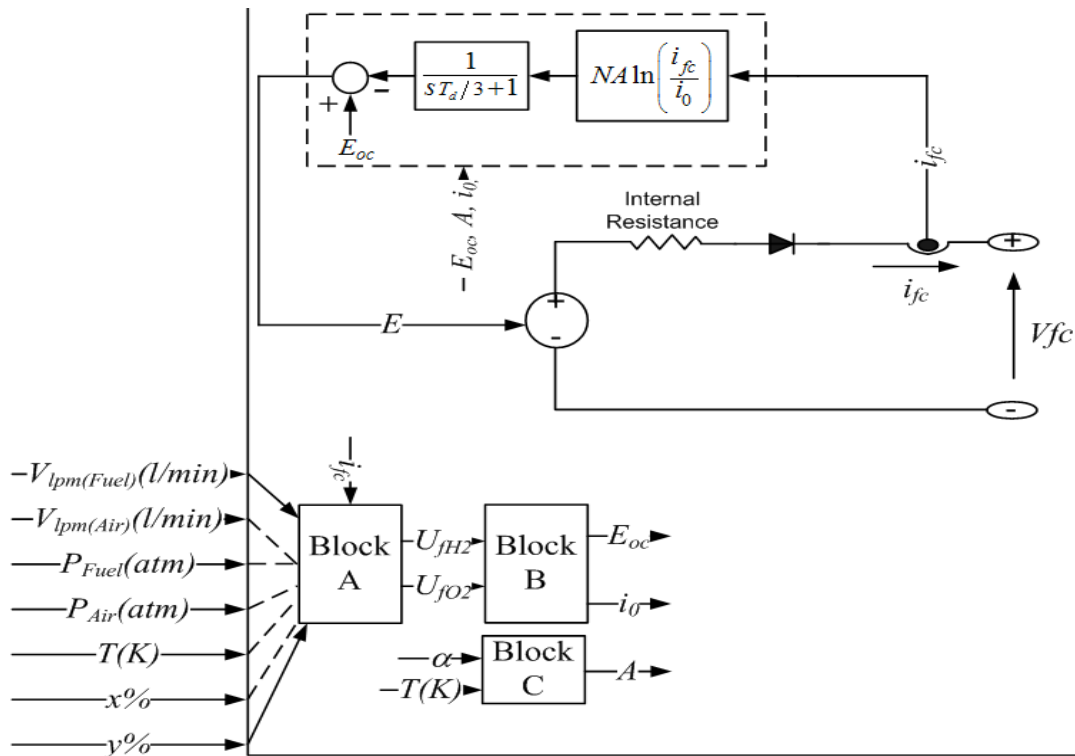 1
sT_d/3+1
NA ln(i_fc/i_0)
+
−
E_oc
i_fc
− E_oc, A, i_0,
Internal
Resistance
+
i_fc
E
+
-
Vfc
-
i_fc
−V_lpm(Fuel)(l/min)
−V_lpm(Air)(l/min)
P_Fuel(atm)
P_Air(atm)
T(K)
x%
y%
Block
A
U_fH2
U_fO2
Block
B
E_oc
i_0
α
−T(K)
Block
C
A